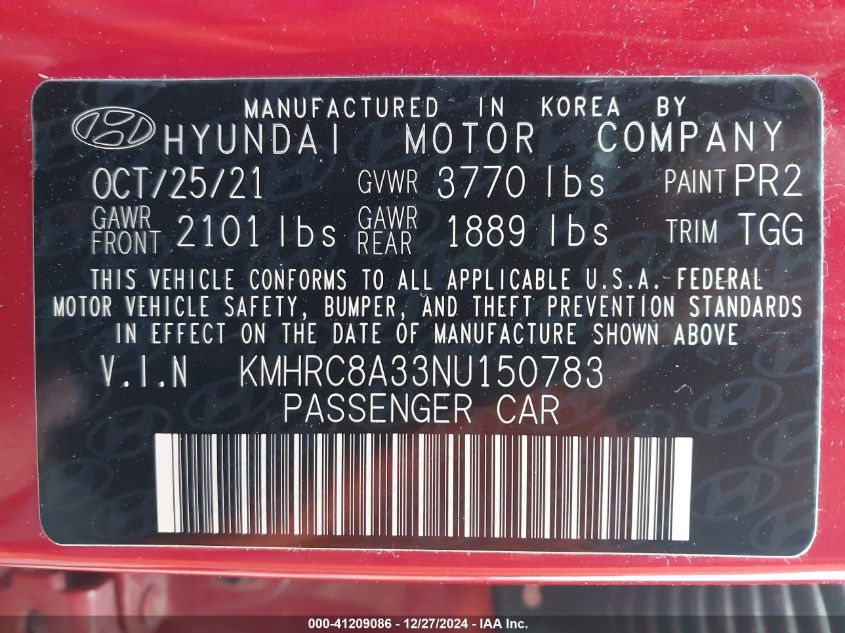 MANUFACTURED IN KOREA BY
HYUNDAI MOTOR COMPANY
OCT/25/21 GVWR 3770 lbs PAINT PR2
GAWR FRONT 2101 lbs GAWR REAR 1889 lbs TRIM TGG
THIS VEHICLE CONFORMS TO ALL APPLICABLE U.S.A. FEDERAL
MOTOR VEHICLE SAFETY, BUMPER, AND THEFT PREVENTION STANDARDS
IN EFFECT ON THE DATE OF MANUFACTURE SHOWN ABOVE
V.I.N KMHRC8A33NU150783
PASSENGER CAR
000-41209086 - 12/27/2024 - IAA Inc.